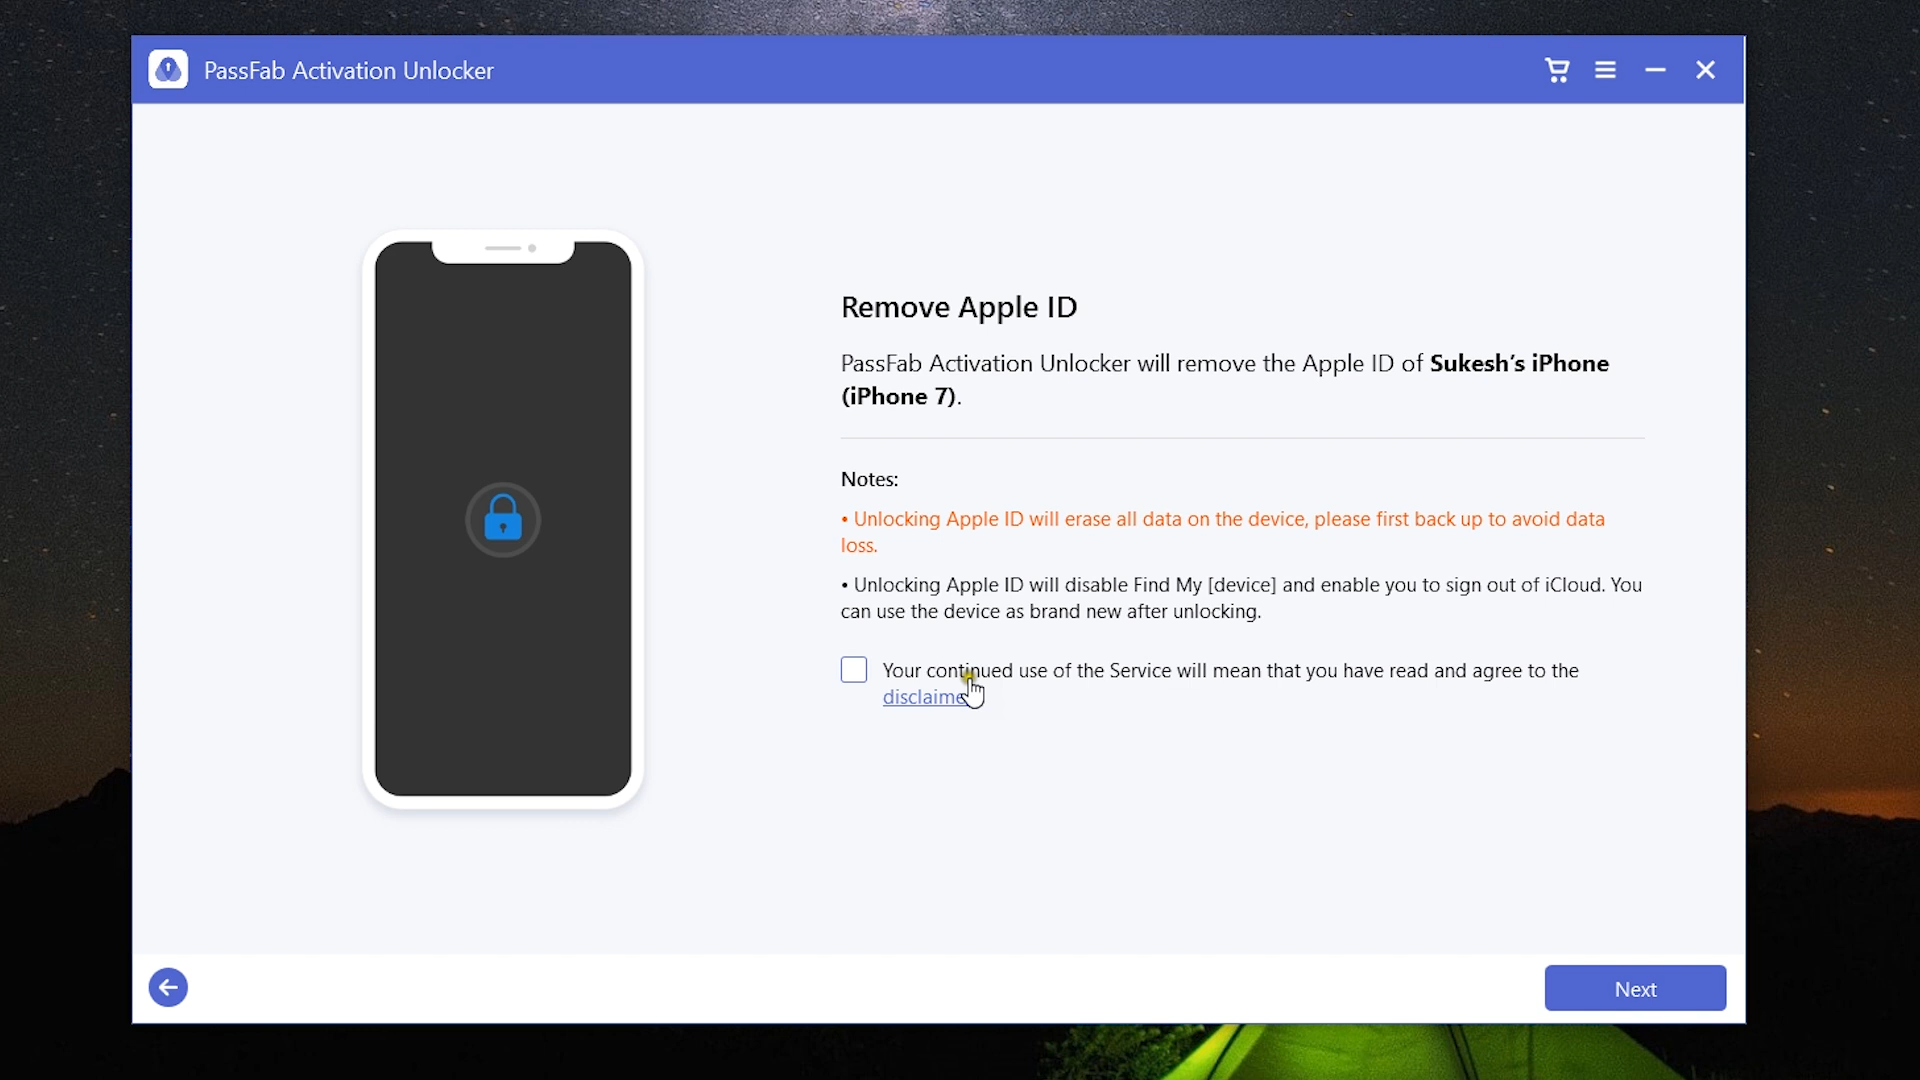 PassFab Activation Unlocker
Remove Apple ID
PassFab Activation Unlocker will remove the Apple ID of Sukesh's iPhone
(iPhone 7).
Notes:
• Unlocking Apple ID will erase all data on the device, please first back up to avoid data
loss.
• Unlocking Apple ID will disable Find My [device] and enable you to sign out of iCloud. You
can use the device as brand new after unlocking.
Your continued use of the Service will mean that you have read and agree to the
disclaime
Next